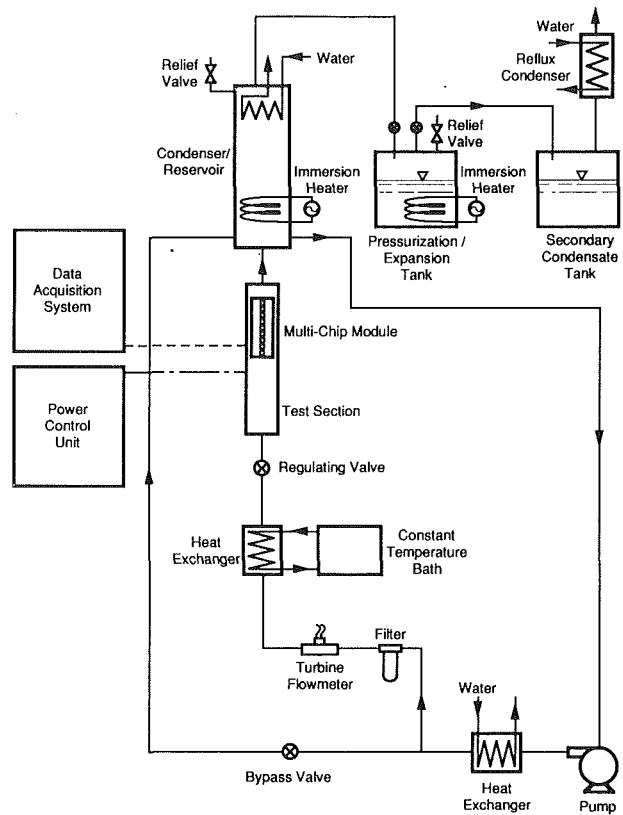 Water
Reflux
Condenser
Relief
Valve
Water
Relief
Valve
Condenser/
Reservoir
Immersion
Heater
Immersion
Heater
Pressurization /
Expansion
Tank
Secondary
Condensate
Tank
Data
Acquisition
System
Multi-Chip Module
Power
Control
Unit
Test Section
Regulating Valve
Heat
Exchanger
Constant
Temperature
Bath
Filter
Turbine
Flowmeter
Water
Bypass Valve
Heat
Exchanger
Pump